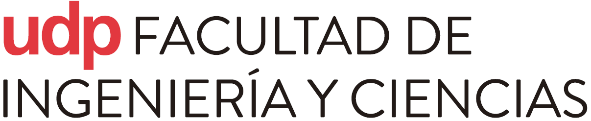 udp FACULTAD DE
INGENIERÍA Y CIENCIAS